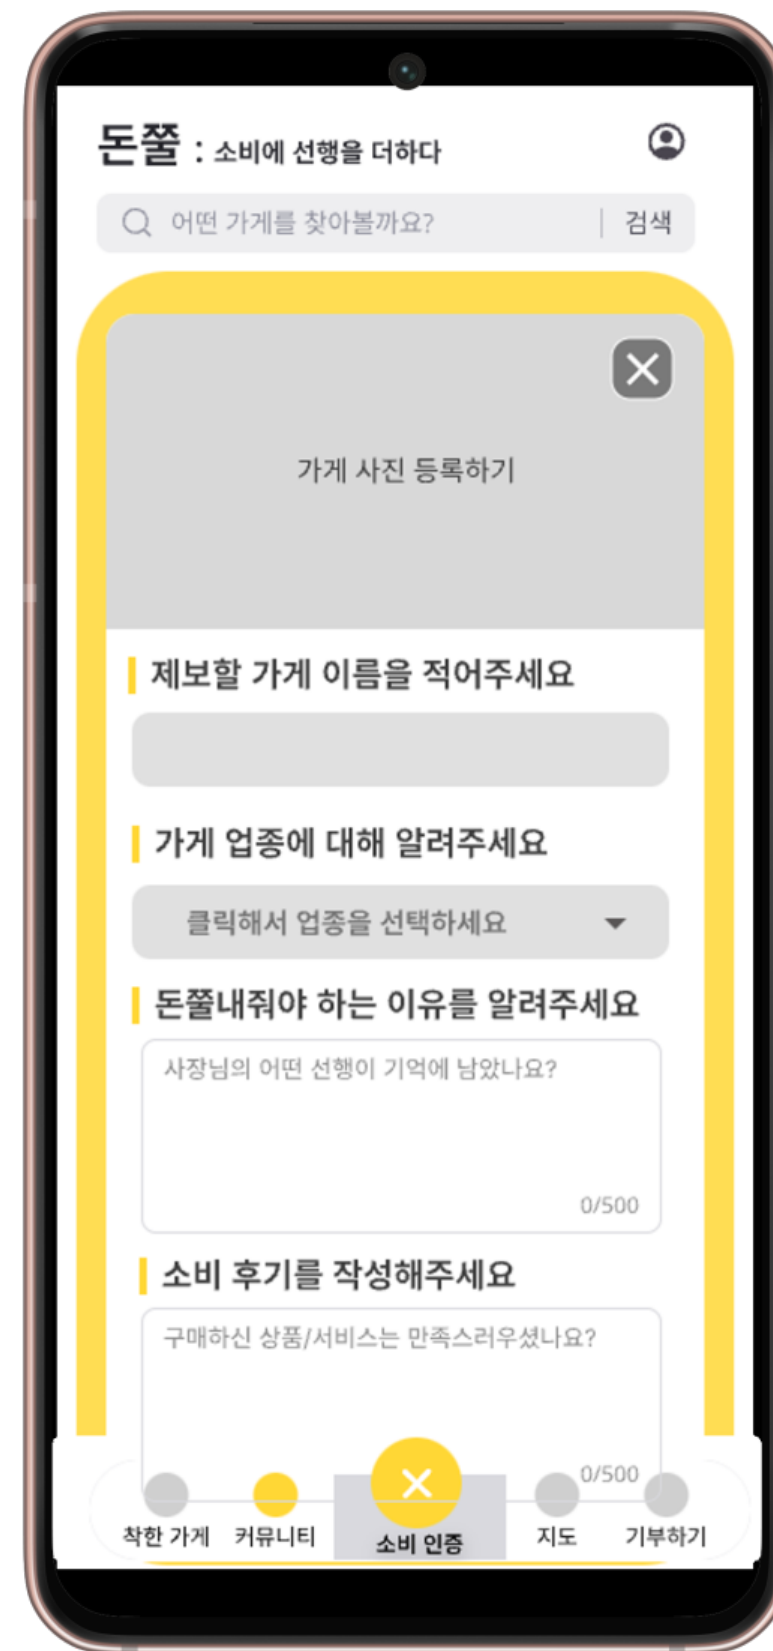 돈쭐 : 소비에 선행을 더하다
어떤 가게를 찾아볼까요? 검색
가게 사진 등록하기
제보할 가게 이름을 적어주세요
가게 업종에 대해 알려주세요
클릭해서 업종을 선택하세요
돈쭐내줘야 하는 이유를 알려주세요
사장님의 어떤 선행이 기억에 남았나요?
0/500
소비 후기를 작성해주세요
구매하신 상품/서비스는 만족스러우셨나요?
0/500
착한 가게 커뮤니티 소비 인증 지도 기부하기